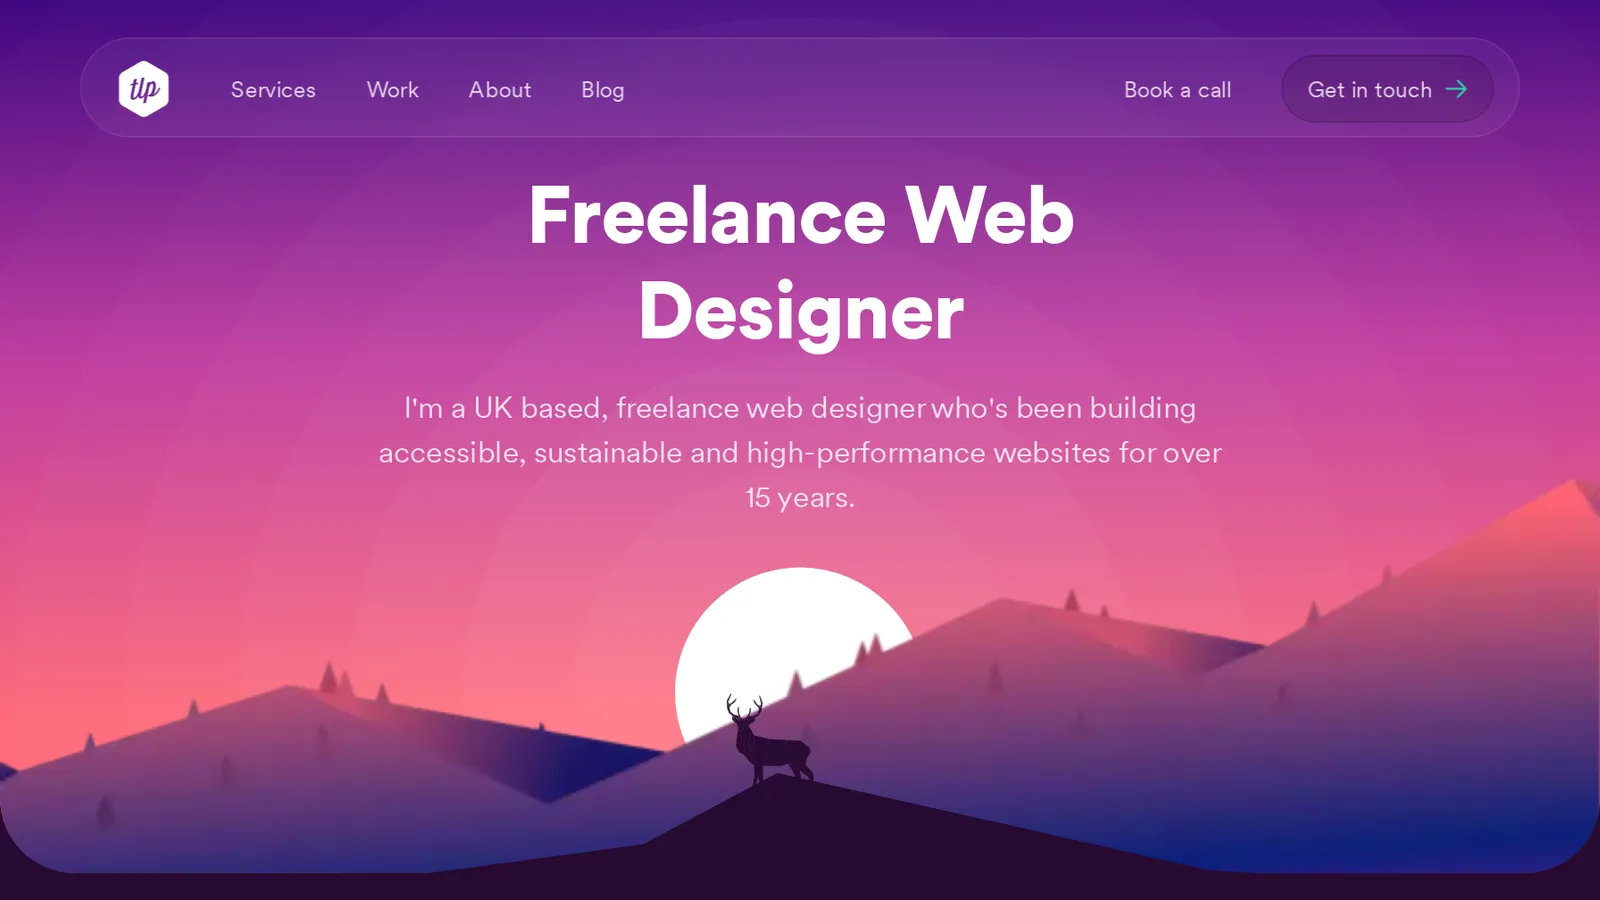 tlp
Services
Work
About
Blog
Book a call
Get in touch
Freelance Web
Designer
I'm a UK based, freelance web designer who's been building
accessible, sustainable and high-performance websites for over
15 years.